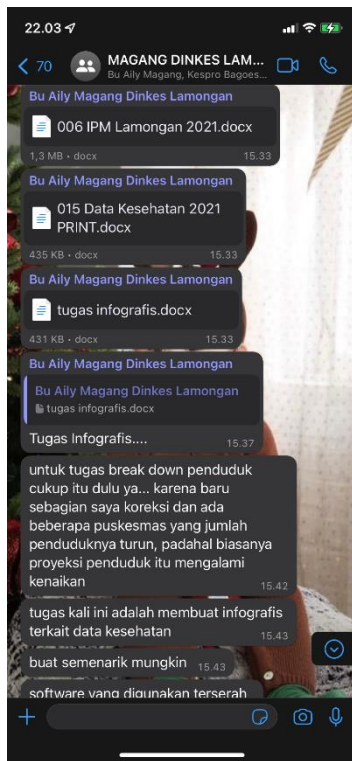 22.03
70
MAGANG DINKES LAM...
Bu Aily Magang, Kespro Bagoes...
Bu Aily Magang Dinkes Lamongan
006 IPM Lamongan 2021.docx
1,3 MB • docx
15.33
Bu Aily Magang Dinkes Lamongan
015 Data Kesehatan 2021
PRINT.docx
435 KB • docx
15.33
Bu Aily Magang Dinkes Lamongan
tugas infografis.docx
431 KB • docx
15.33
Bu Aily Magang Dinkes Lamongan
Bu Aily Magang Dinkes Lamongan
tugas infografis.docx
Tugas Infografis....
15.37
untuk tugas break down penduduk
cukup itu dulu ya... karena baru
sebagian saya koreksi dan ada
beberapa puskesmas yang jumlah
penduduknya turun, padahal biasanya
proyeksi penduduk itu mengalami
kenaikan
15.42
tugas kali ini adalah membuat infografis
terkait data kesehatan
15.43
buat semenarik mungkin
15.43
software yang digunakan terserah